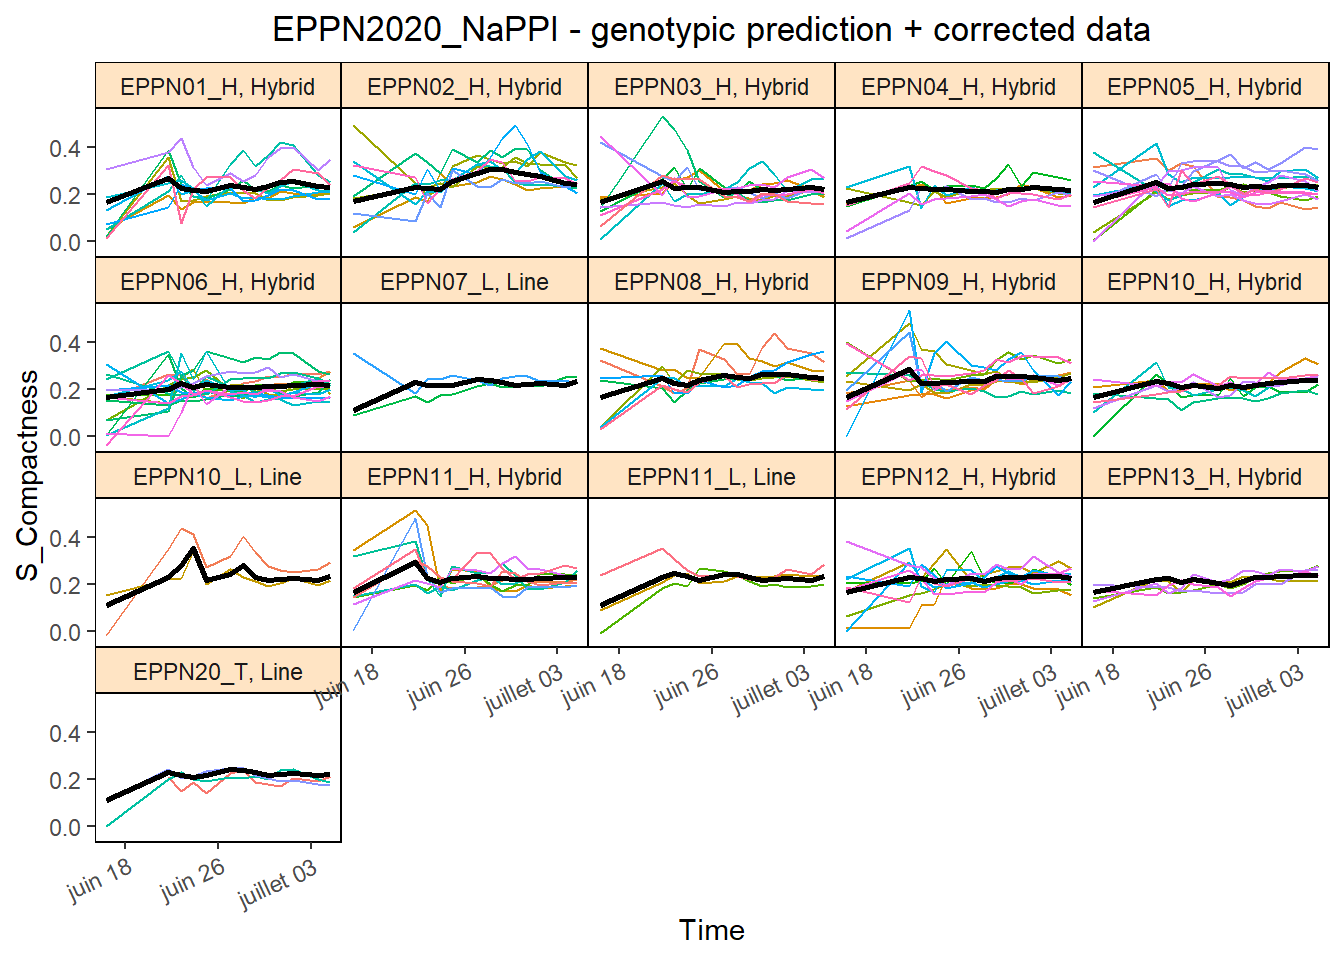 EPPN2020_NaPPI - genotypic prediction + corrected data
EPPN01_H, Hybrid
EPPN02_H, Hybrid
EPPN03_H, Hybrid
EPPN04_H, Hybrid
EPPN05_H, Hybrid
0.4
0.2
0.0
EPPN06_H, Hybrid
EPPN07_L, Line
EPPN08_H, Hybrid
EPPN09_H, Hybrid
EPPN10_H, Hybrid
0.4
0.2
0.0
S_Compactness
EPPN10_L, Line
EPPN11_H, Hybrid
EPPN11_L, Line
EPPN12_H, Hybrid
EPPN13_H, Hybrid
0.4
0.2
0.0
EPPN20_T, Line
juin 18
juin 26
juillet 03
juin 18
juin 26
juillet 03
juin 18
juin 26
juillet 03
juin 18
juin 26
juillet 03
0.4
0.2
0.0
juin 18
juin 26
juillet 03
Time